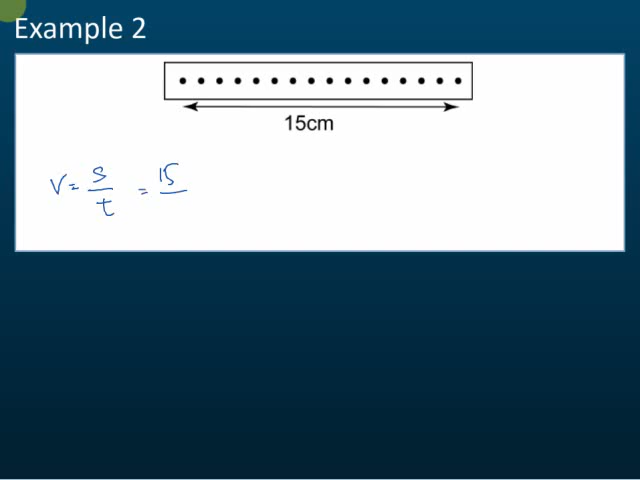 Example 2
15cm
v = s/t = 15